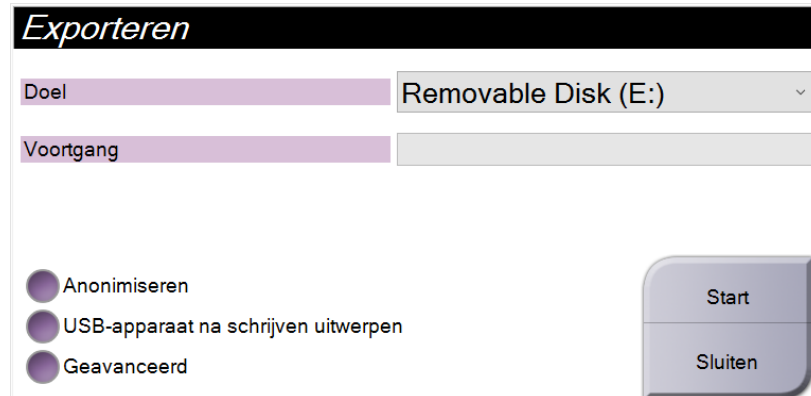 Exporteren
Doel
Removable Disk (E:)
Voortgang
Anonimiseren
USB-apparaat na schrijven uitwerpen
Geavanceerd
Start
Sluiten